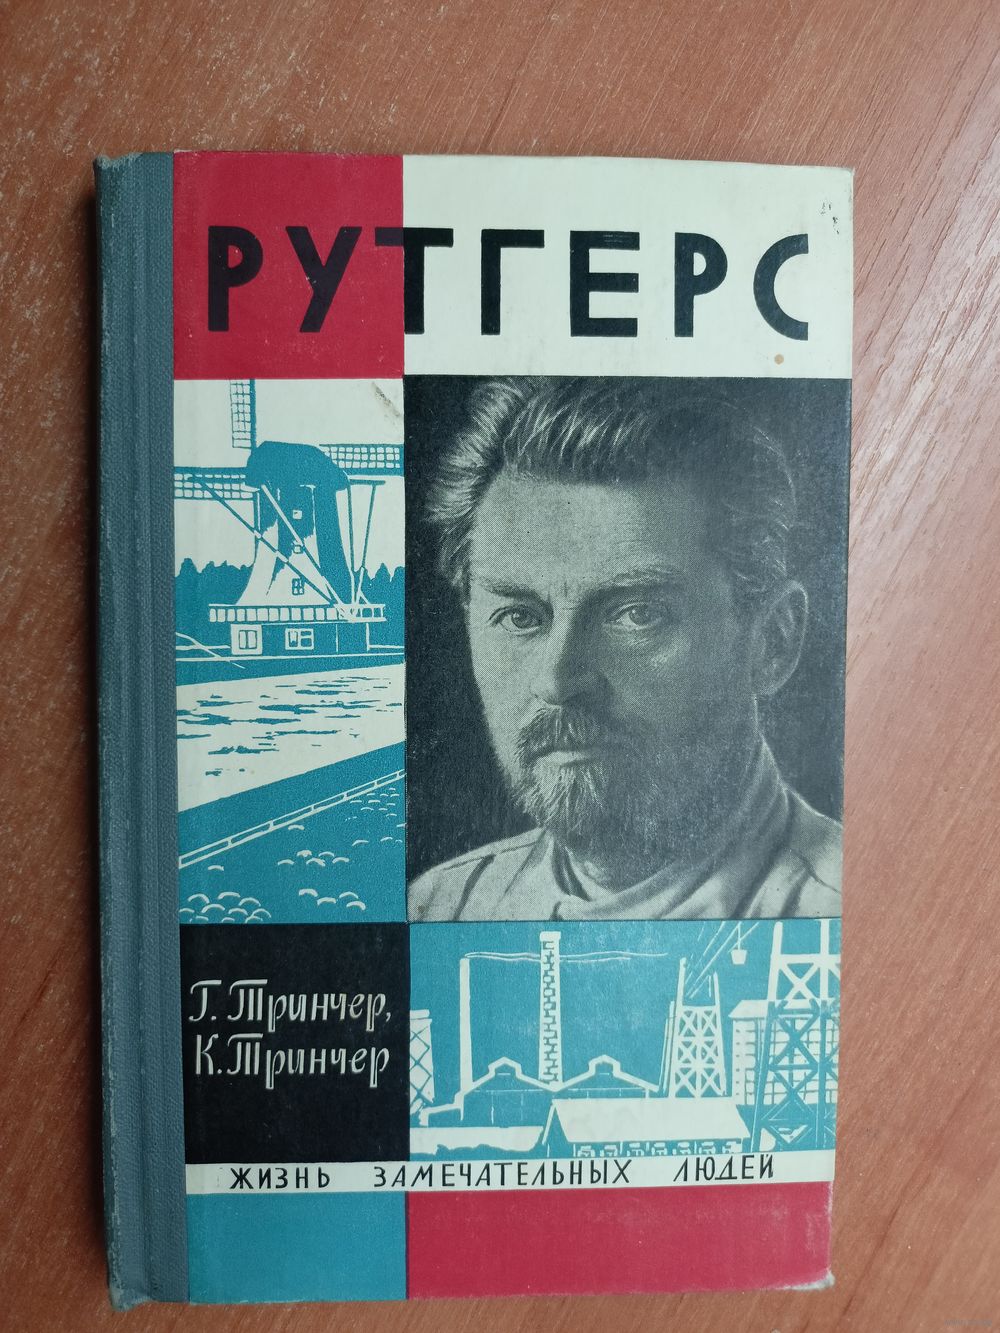 РУТГЕРС
Г. Тринчер,
К. Тринчер
ЖИЗНЬ ЗАМЕЧАТЕЛЬНЫХ ЛЮДЕЙ